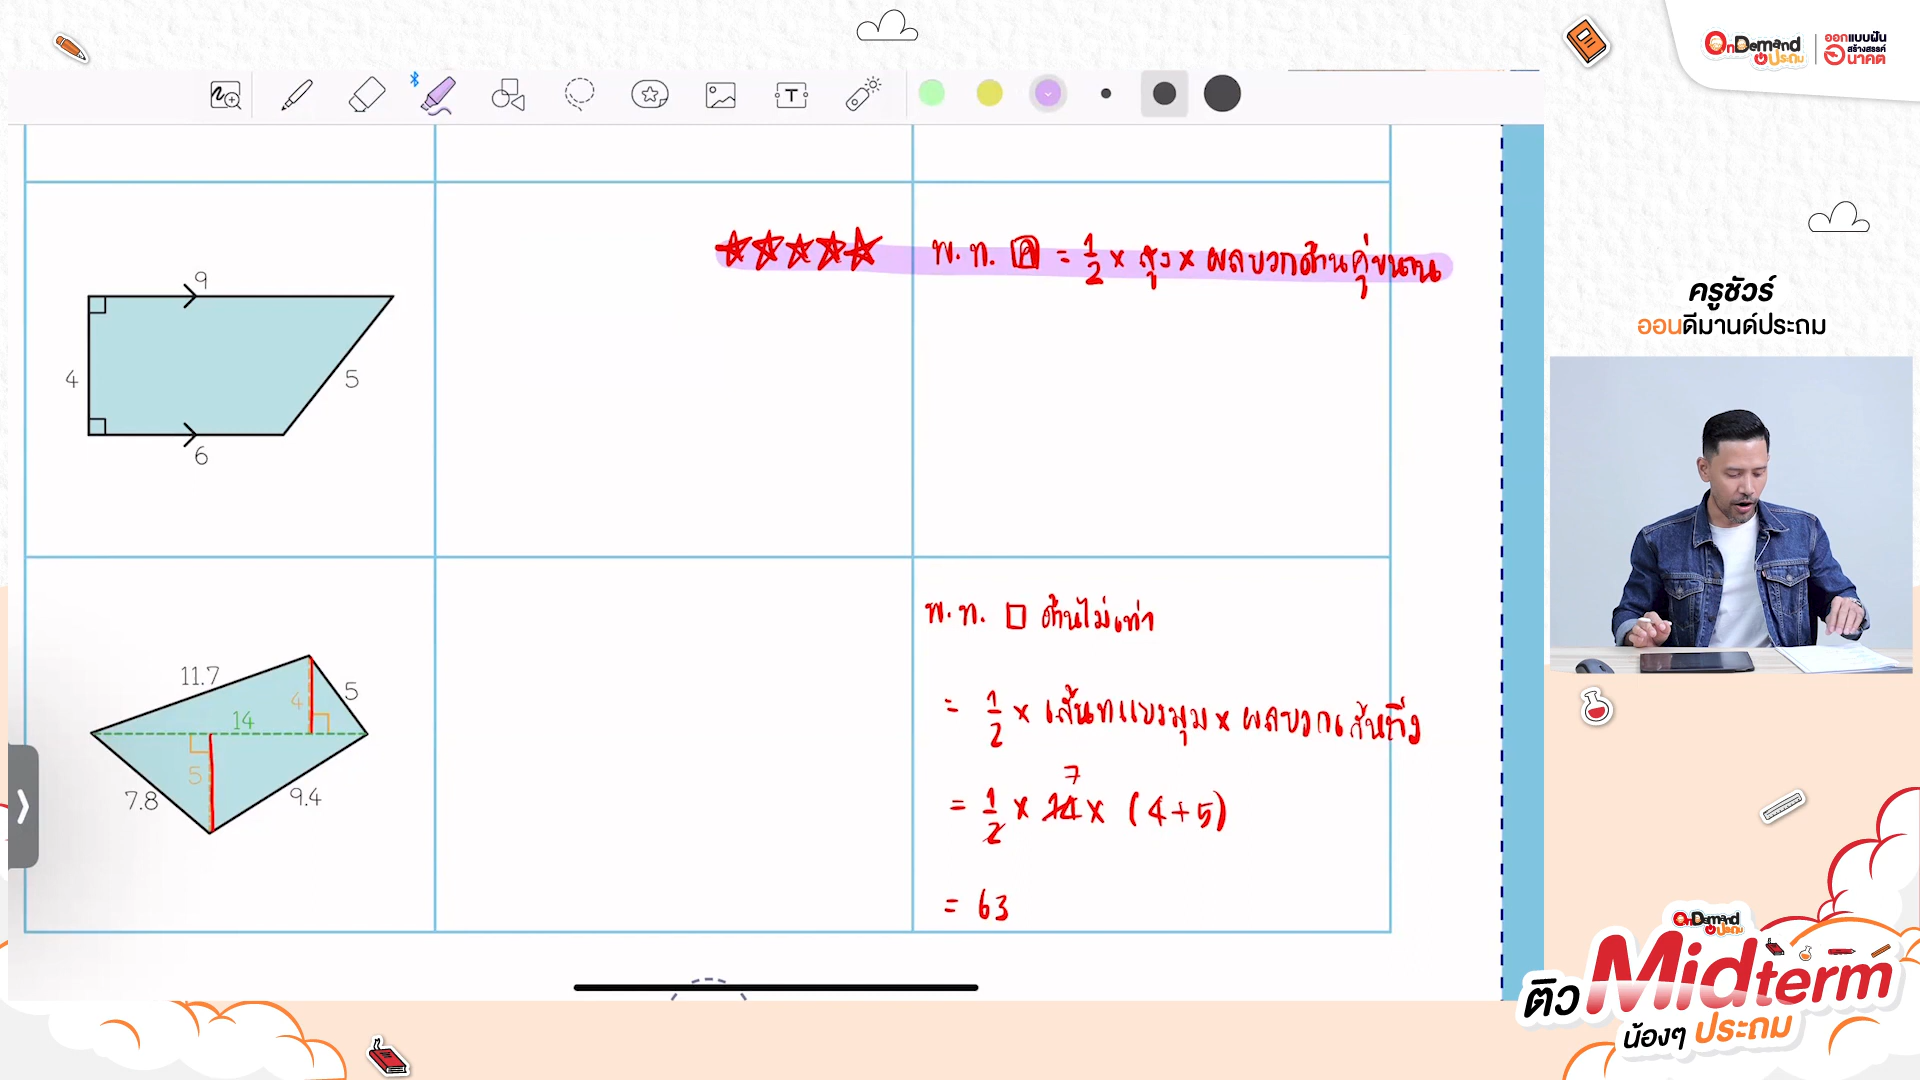 OnDemand
ประถม
ออกแบบฝัน
สร้างสรรค์
อนาคต
T
พ.ท. = 1/2 × สูง × ผลบวกด้านคู่ขนาน
9
4
5
6
ครูชัวร์
ออนดีมานด์ประถม
พ.ท. □ ด้านไม่เท่า
= 1/2 × เส้นทแยงมุม × ผลบวกเส้นกิ่ง
7
= 1/2 × 14 × (4+5)
= 63
11.7
4
5
14
5
7.8
9.4
OnDemand
ประถม
ติว Midterm
น้องๆ ประถม